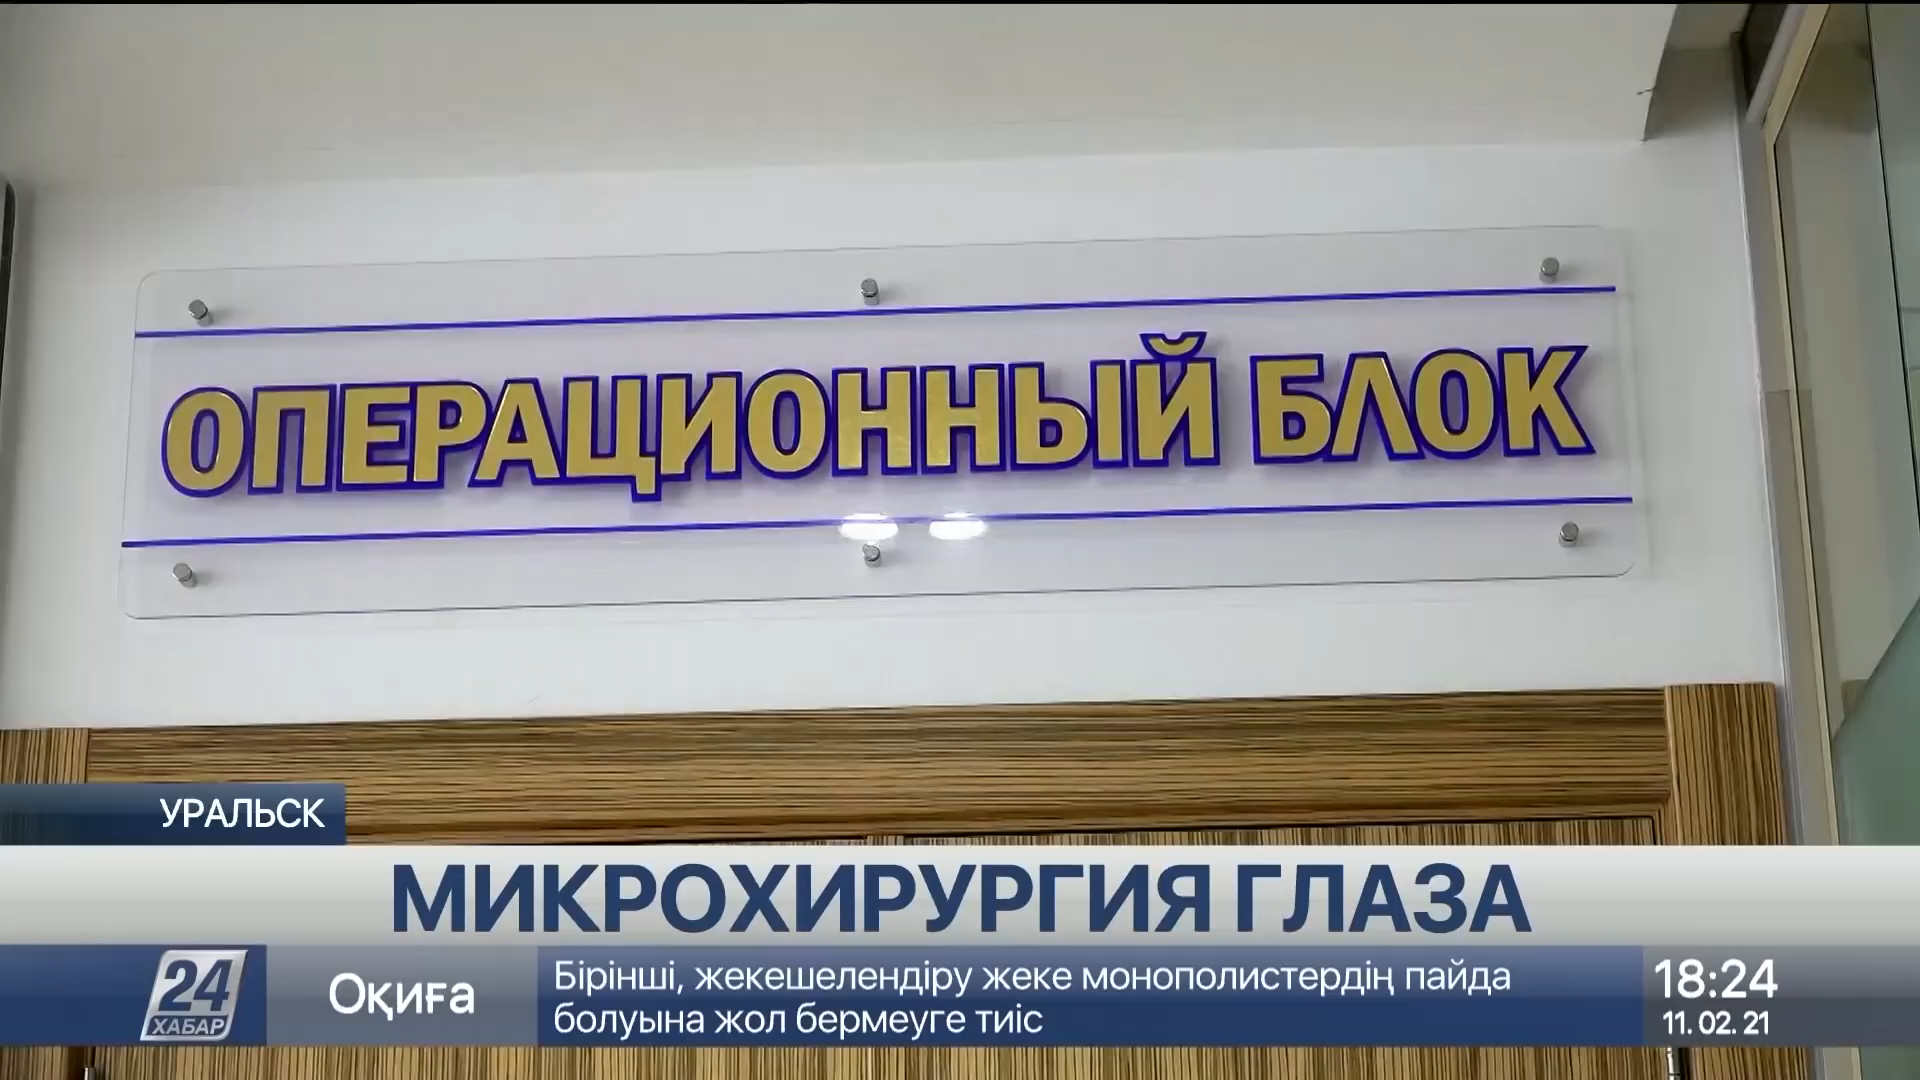 ОПЕРАЦИОННЫЙ БЛОК
УРАЛЬСК
МИКРОХИРУРГИЯ ГЛАЗА
24
ХАБАР
Оқиға
Бірінші, жекешелендіру жеке монополистердің пайда
болуына жол бермеуге тиіс
18:24
11. 02. 21